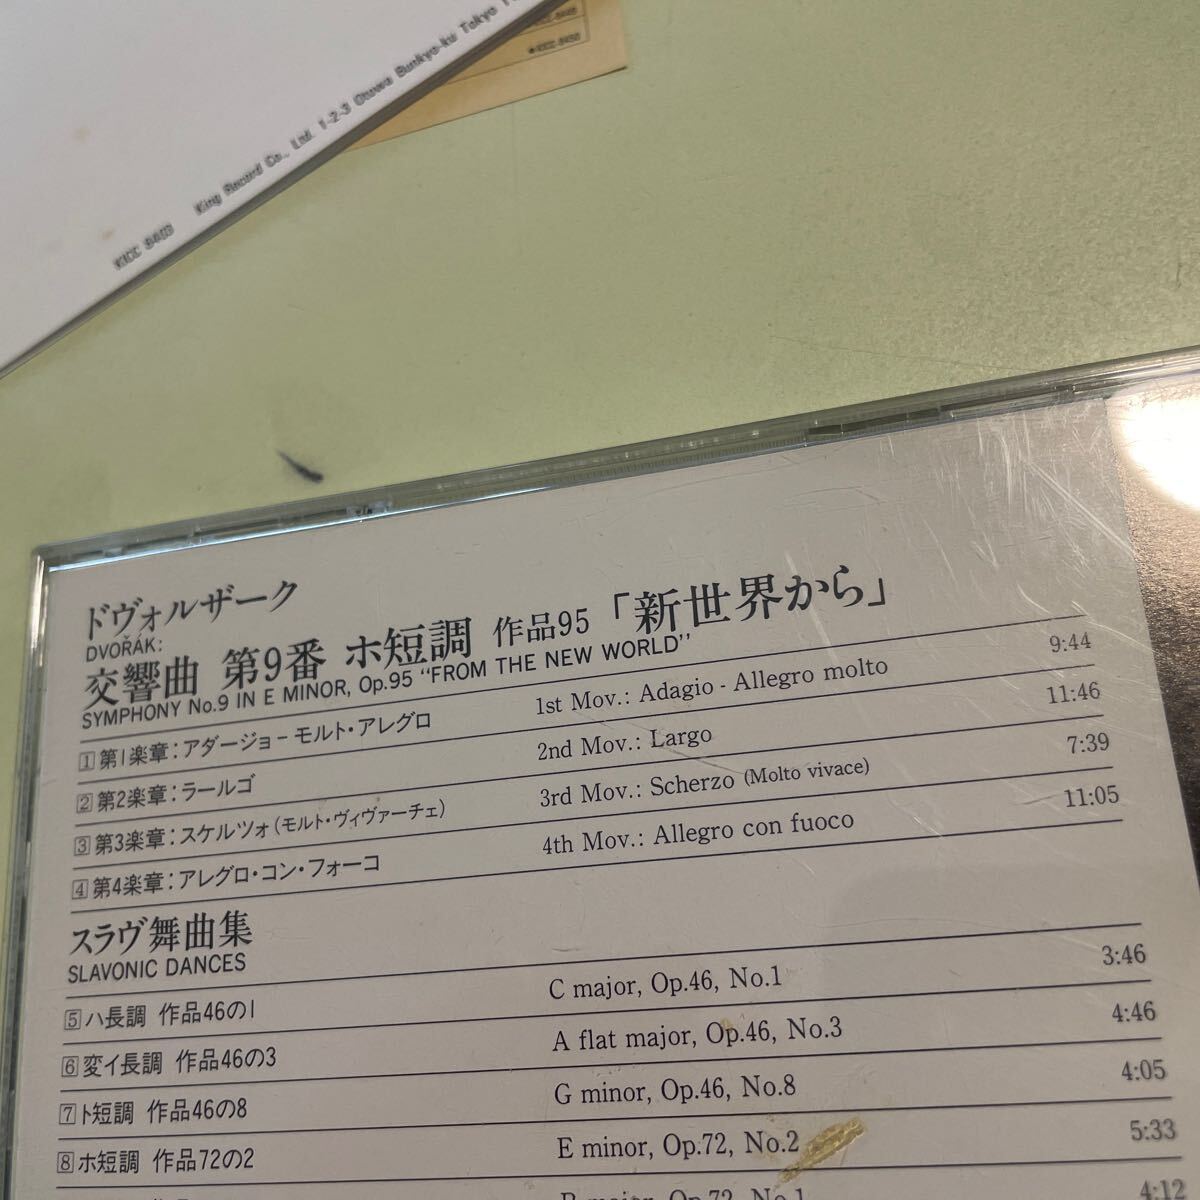 King Record Co., Ltd. 1-2-3 Otowa Bunkyo-ku Tokyo
ドヴォルザーク
DVOŘÁK:
交響曲 第9番 ホ短調 作品95「新世界から」
SYMPHONY No.9 IN E MINOR, Op.95 "FROM THE NEW WORLD"
1 第1楽章:アダージョ−モルト・アレグロ 1st Mov.: Adagio - Allegro molto 9:44
2 第2楽章:ラールゴ 2nd Mov.: Largo 11:46
3 第3楽章:スケルツォ(モルト・ヴィヴァーチェ) 3rd Mov.: Scherzo (Molto vivace) 7:39
4 第4楽章:アレグロ・コン・フォーコ 4th Mov.: Allegro con fuoco 11:05
スラヴ舞曲集
SLAVONIC DANCES
5 ハ長調 作品46の1 C major, Op.46, No.1 3:46
6 変イ長調 作品46の3 A flat major, Op.46, No.3 4:46
7 ト短調 作品46の8 G minor, Op.46, No.8 4:05
8 ホ短調 作品72の2 E minor, Op.72, No.2 5:33
major, Op.72, No.1 4:12